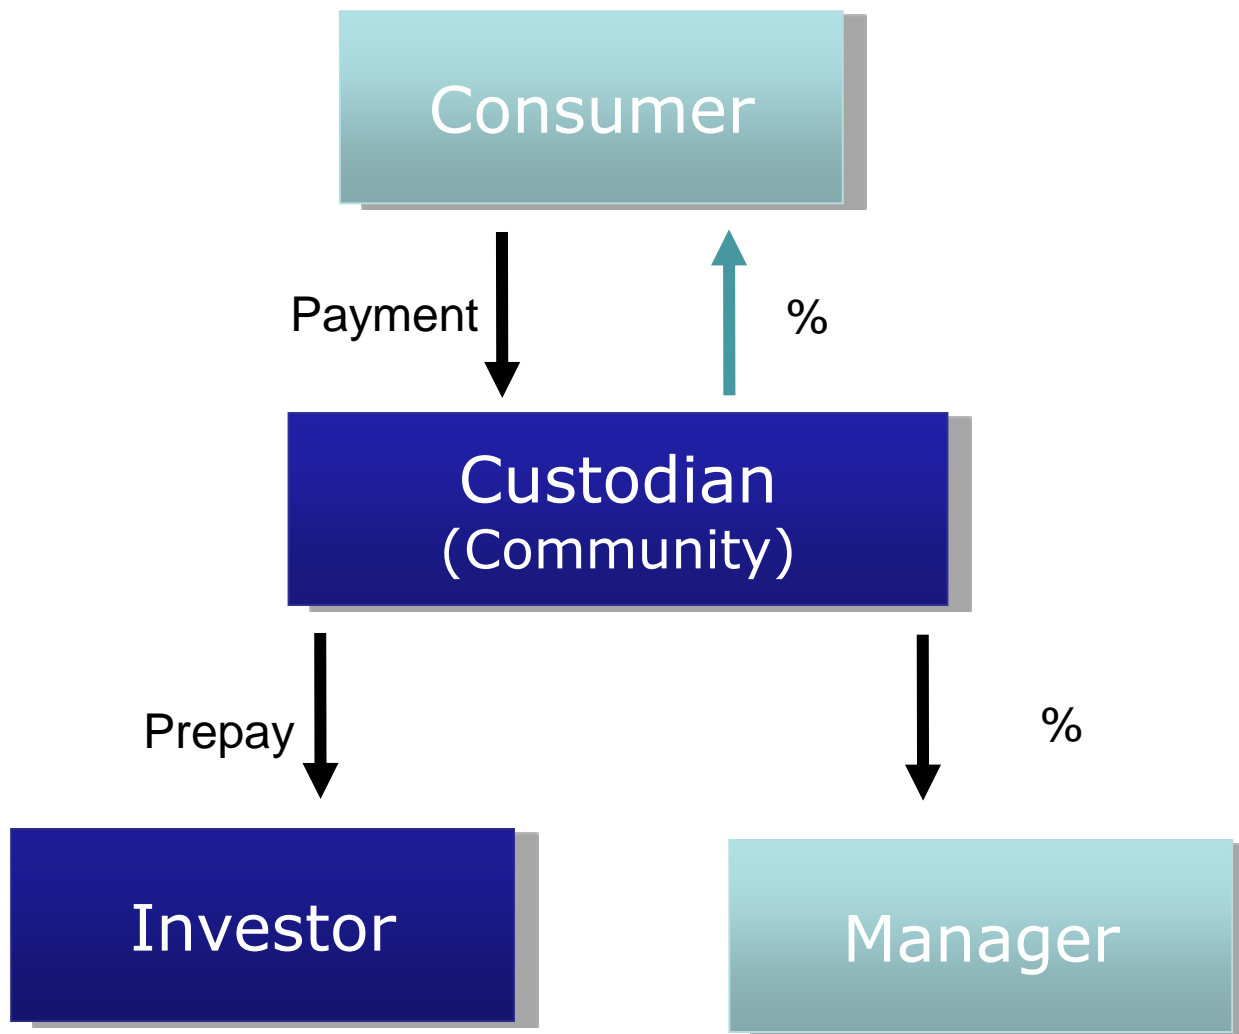 Consumer
Payment
%
Custodian
(Community)
Prepay
%
Investor
Manager